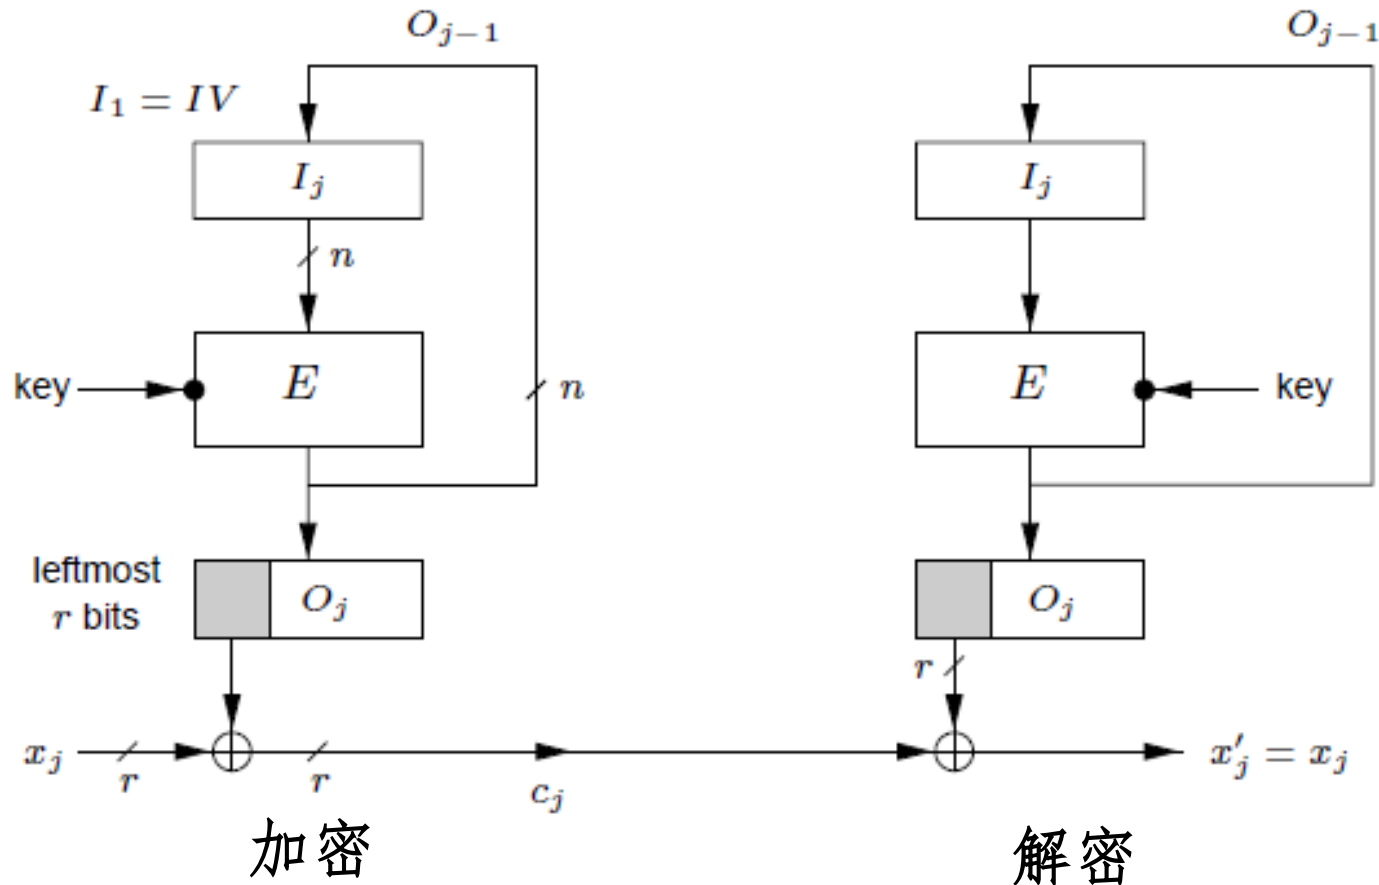 O_{j-1}
I_1 = IV
I_j
n
key
E
n
leftmost
r bits
O_j
x_j
r
r
c_j
加密
O_{j-1}
I_j
E
key
O_j
r
x'_j = x_j
解密